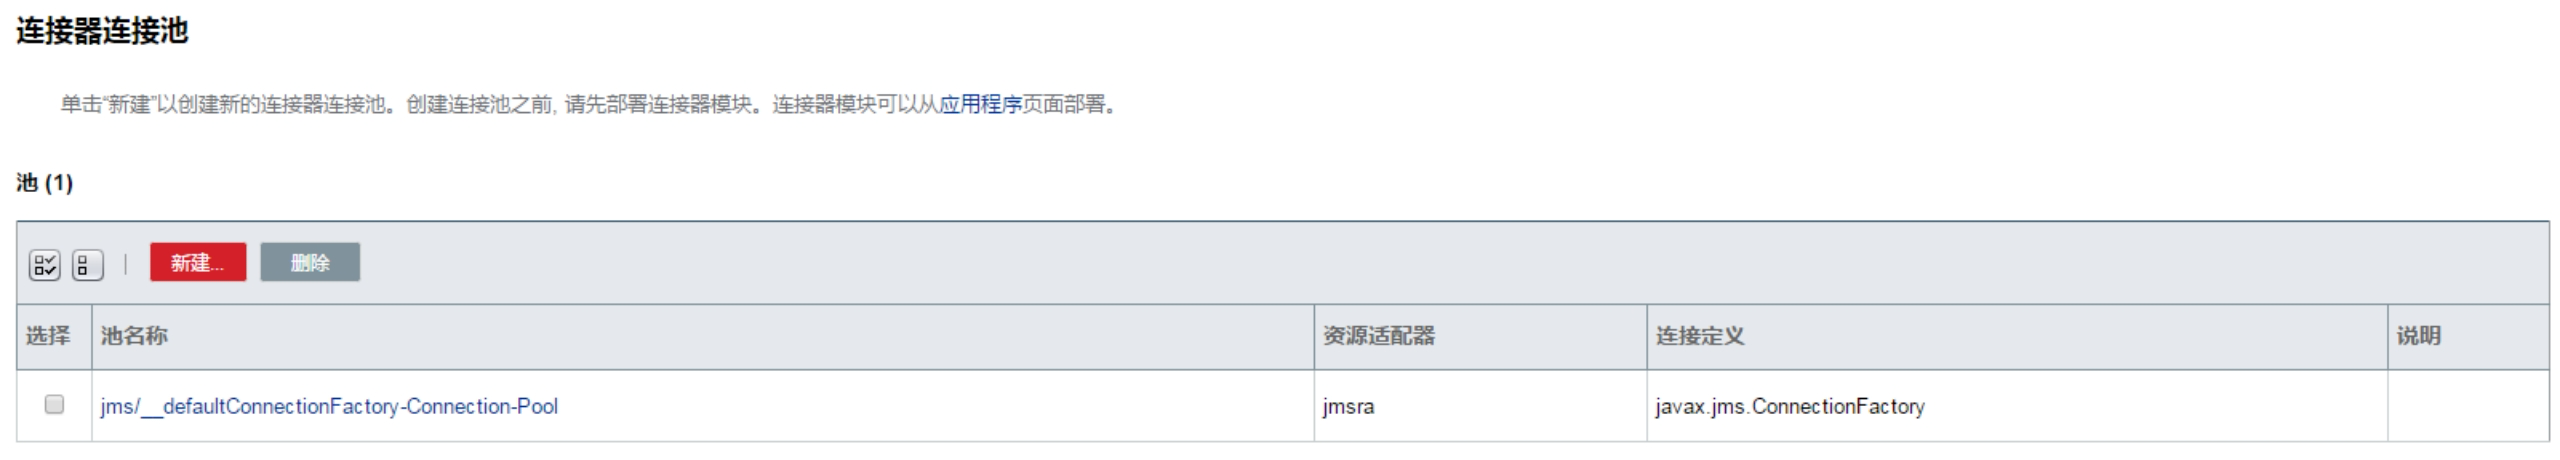 连接器连接池
单击“新建”以创建新的连接器连接池。创建连接池之前, 请先部署连接器模块。连接器模块可以从应用程序页面部署。
池 (1)
新建... 删除
选择 池名称 资源适配器 连接定义 说明
jms/__defaultConnectionFactory-Connection-Pool jmsra javax.jms.ConnectionFactory